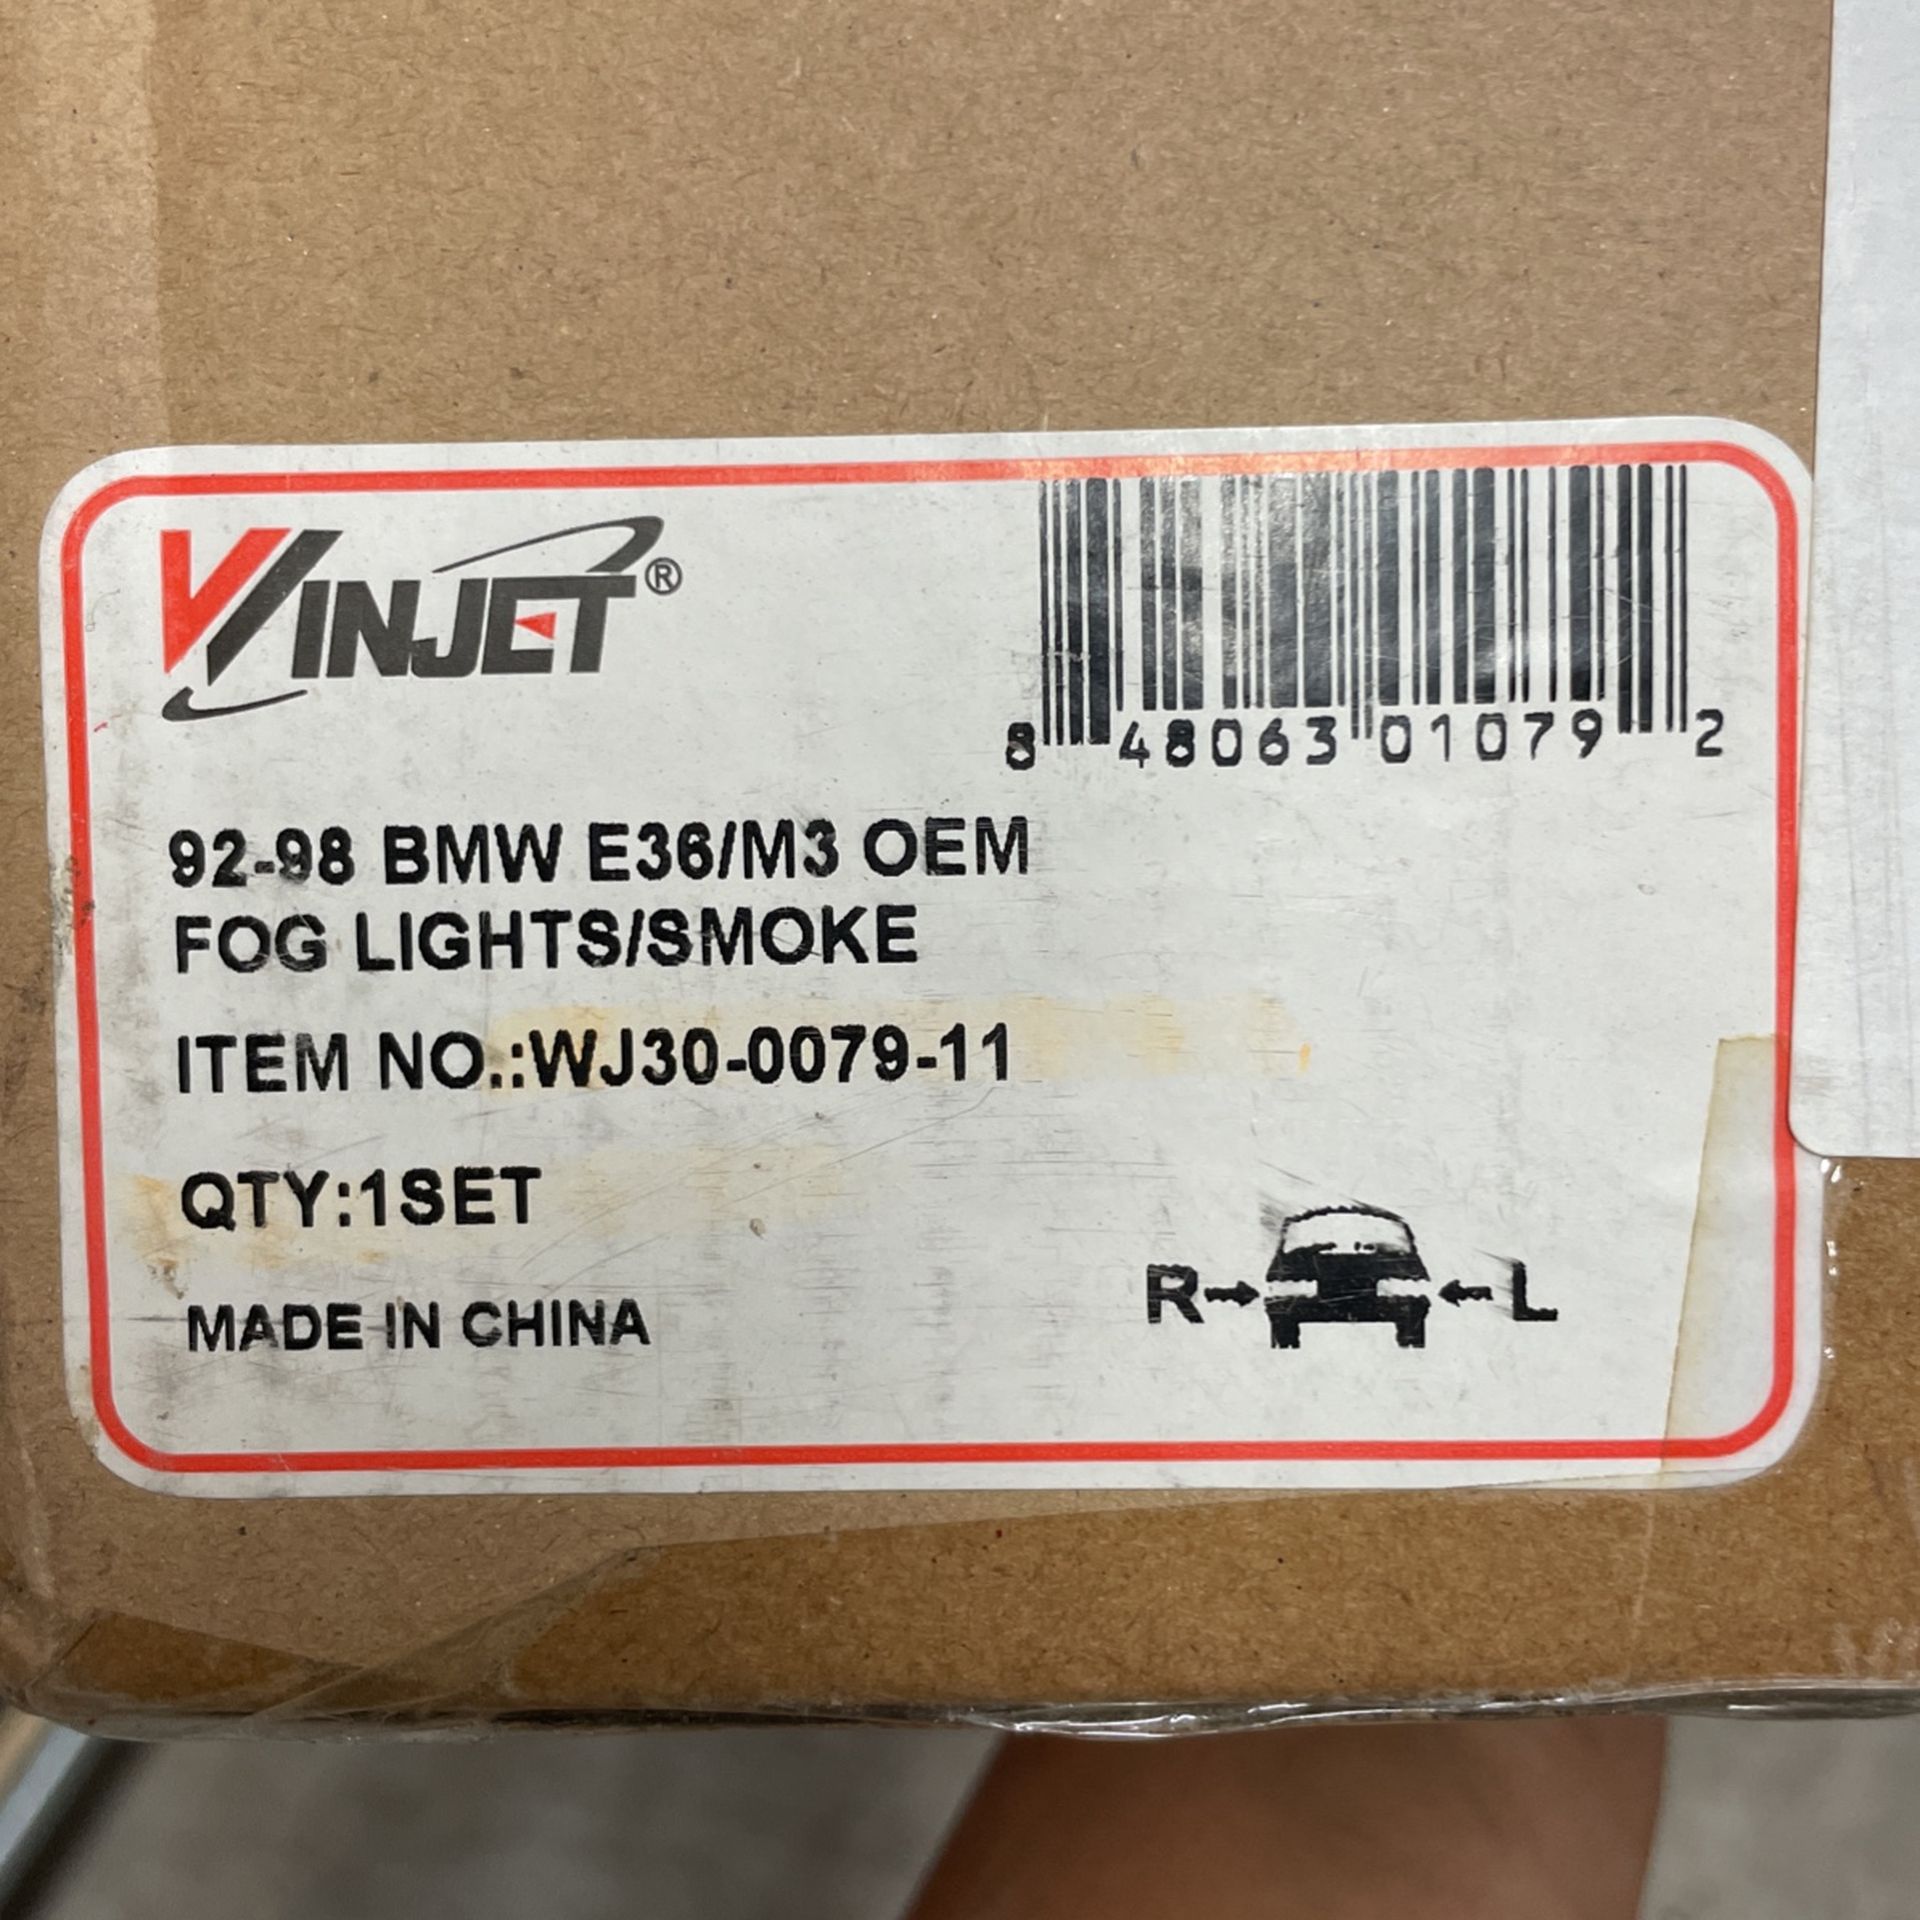 WINJET®
8 48063 01079 2
92-98 BMW E36/M3 OEM
FOG LIGHTS/SMOKE
ITEM NO.:WJ30-0079-11
QTY:1SET
R L
MADE IN CHINA